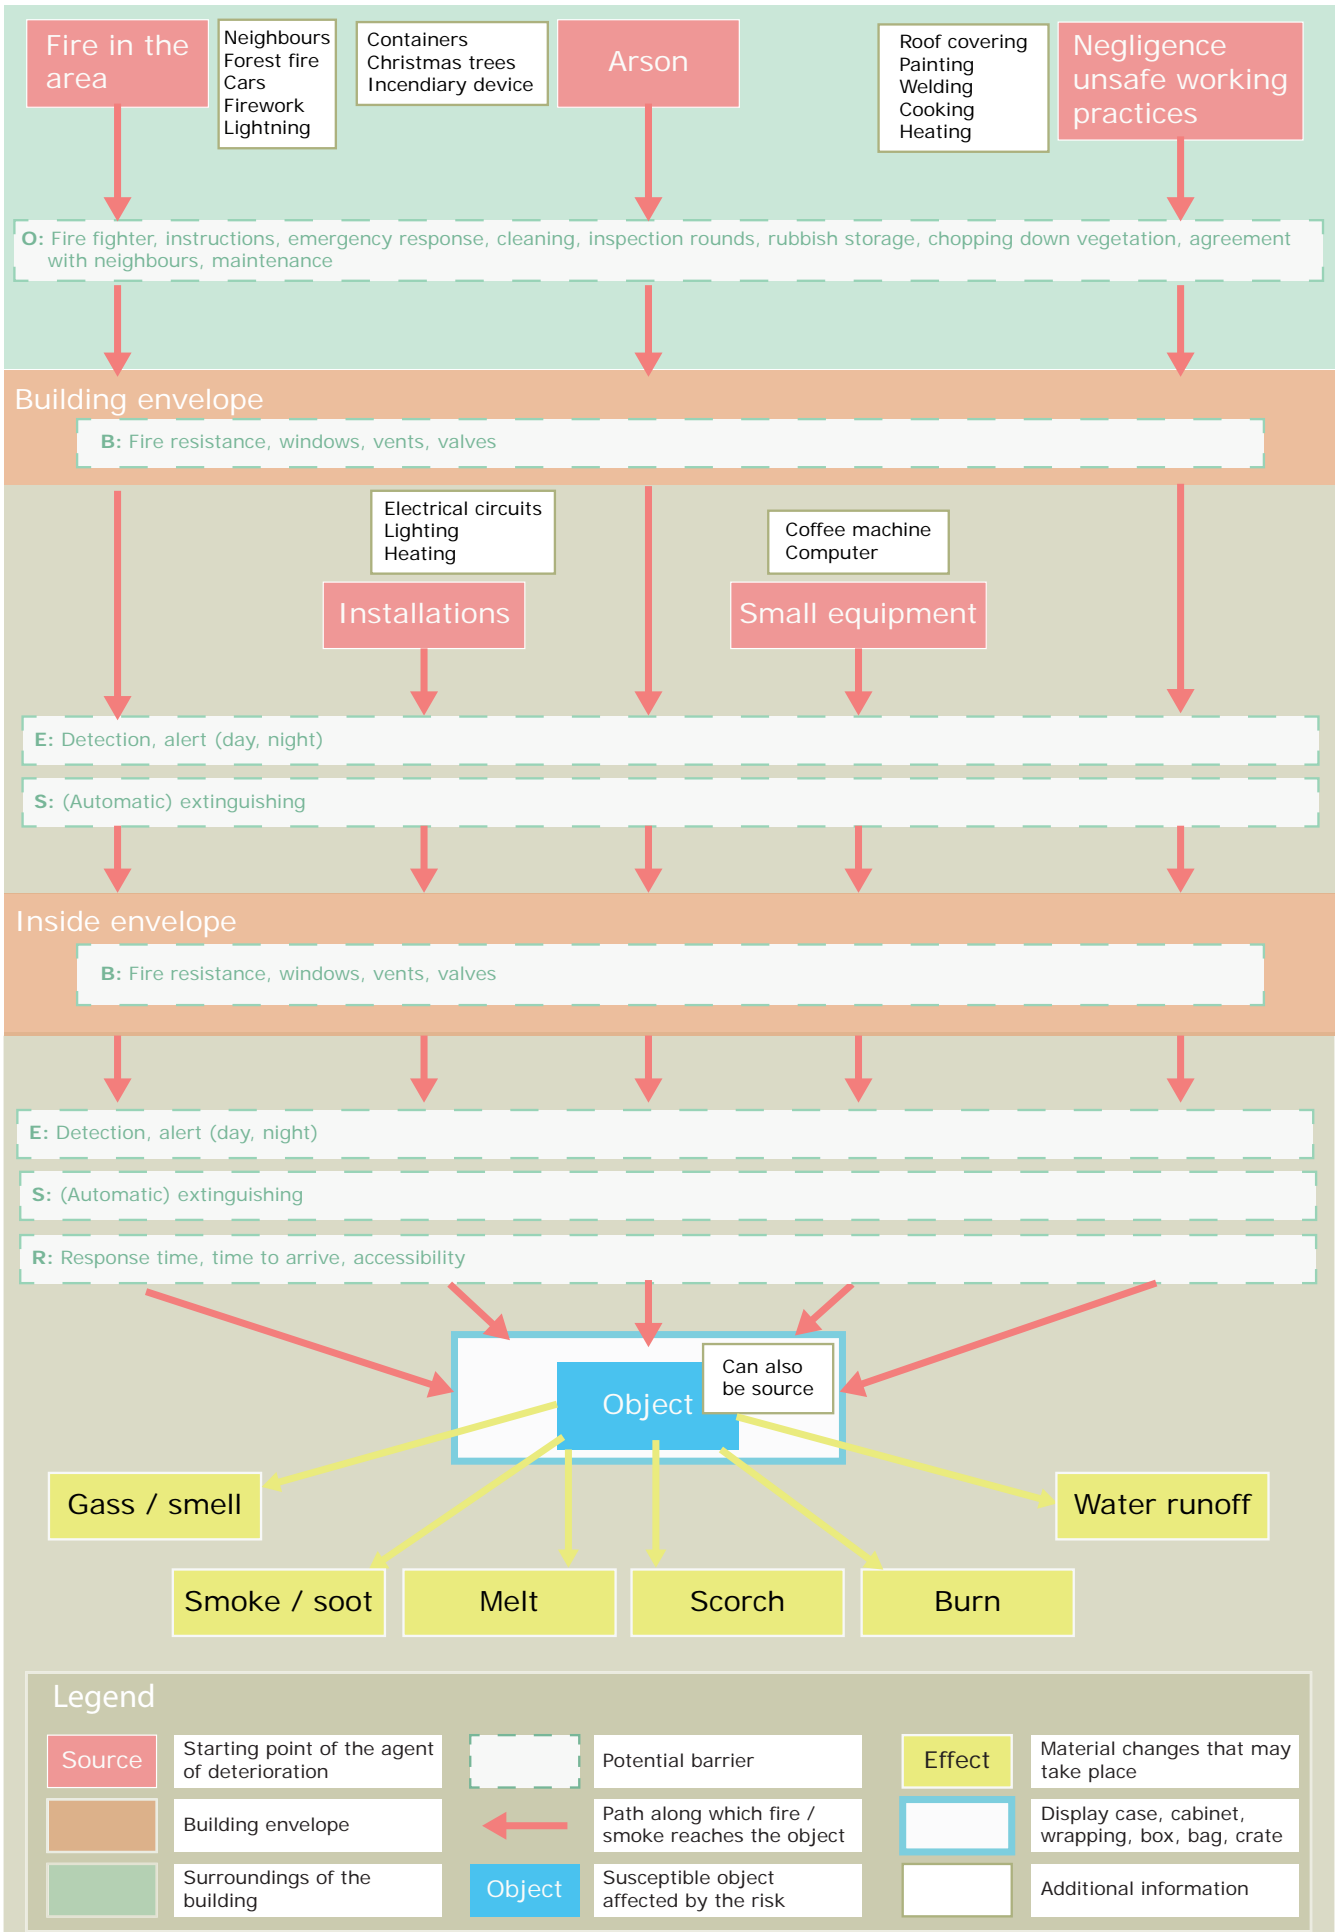 Fire in the
area
Neighbours
Forest fire
Cars
Firework
Lightning
Containers
Christmas trees
Incendiary device
Arson
Roof covering
Painting
Welding
Cooking
Heating
Negligence
unsafe working
practices
O: Fire fighter, instructions, emergency response, cleaning, inspection rounds, rubbish storage, chopping down vegetation, agreement
with neighbours, maintenance
Building envelope
B: Fire resistance, windows, vents, valves
Electrical circuits
Lighting
Heating
Coffee machine
Computer
Installations
Small equipment
E: Detection, alert (day, night)
S: (Automatic) extinguishing
Inside envelope
B: Fire resistance, windows, vents, valves
E: Detection, alert (day, night)
S: (Automatic) extinguishing
R: Response time, time to arrive, accessibility
Can also
be source
Object
Gass / smell
Water runoff
Smoke / soot
Melt
Scorch
Burn
Legend
Source
Starting point of the agent
of deterioration
Potential barrier
Effect
Material changes that may
take place
Building envelope
Path along which fire /
smoke reaches the object
Display case, cabinet,
wrapping, box, bag, crate
Surroundings of the
building
Object
Susceptible object
affected by the risk
Additional information